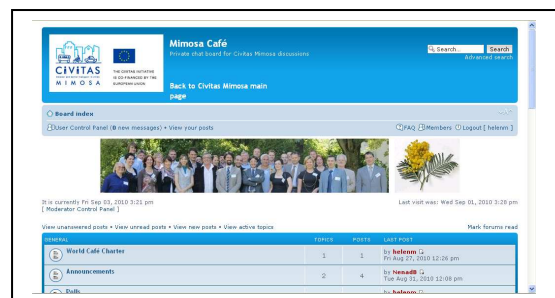 Mimosa Café
Private chat board for Civitas Mimosa discussions
Search… Search
Advanced search
CIVITAS
MIMOSA
THE CIVITAS INITIATIVE
IS CO-FINANCED BY THE
EUROPEAN UNION
Back to Civitas Mimosa main
page
Board index
User Control Panel (0 new messages) • View your posts
FAQ Members Logout [ helenm ]
It is currently Fri Sep 03, 2010 3:21 pm
[ Moderator Control Panel ]
Last visit was: Wed Sep 01, 2010 3:28 pm
View unanswered posts • View unread posts • View new posts • View active topics
Mark forums read
GENERAL TOPICS POSTS LAST POST
World Café Charter 1 1 by helenm
Fri Aug 27, 2010 12:26 pm
Announcements 2 4 by NenadB
Tue Aug 31, 2010 12:08 pm
Polls by helenm